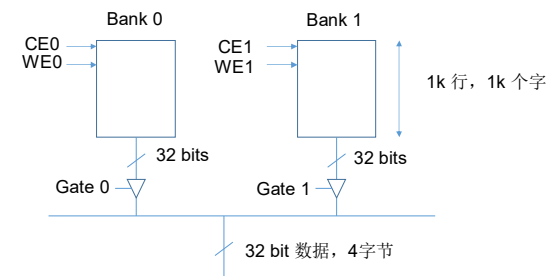 Bank 0
Bank 1
CE0
WE0
CE1
WE1
1k 行，1k 个字
32 bits
32 bits
Gate 0
Gate 1
32 bit 数据，4字节